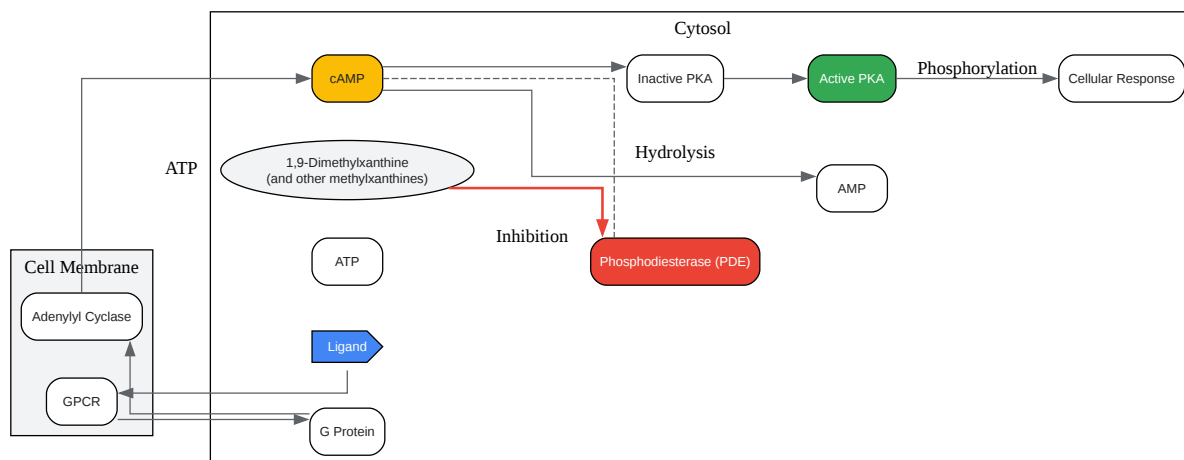 Cytosol
cAMP
Inactive PKA
Active PKA
Phosphorylation
Cellular Response
ATP
1,9-Dimethylxanthine
(and other methylxanthines)
Hydrolysis
AMP
Inhibition
Cell Membrane
ATP
Phosphodiesterase (PDE)
Adenylyl Cyclase
Ligand
GPCR
G Protein